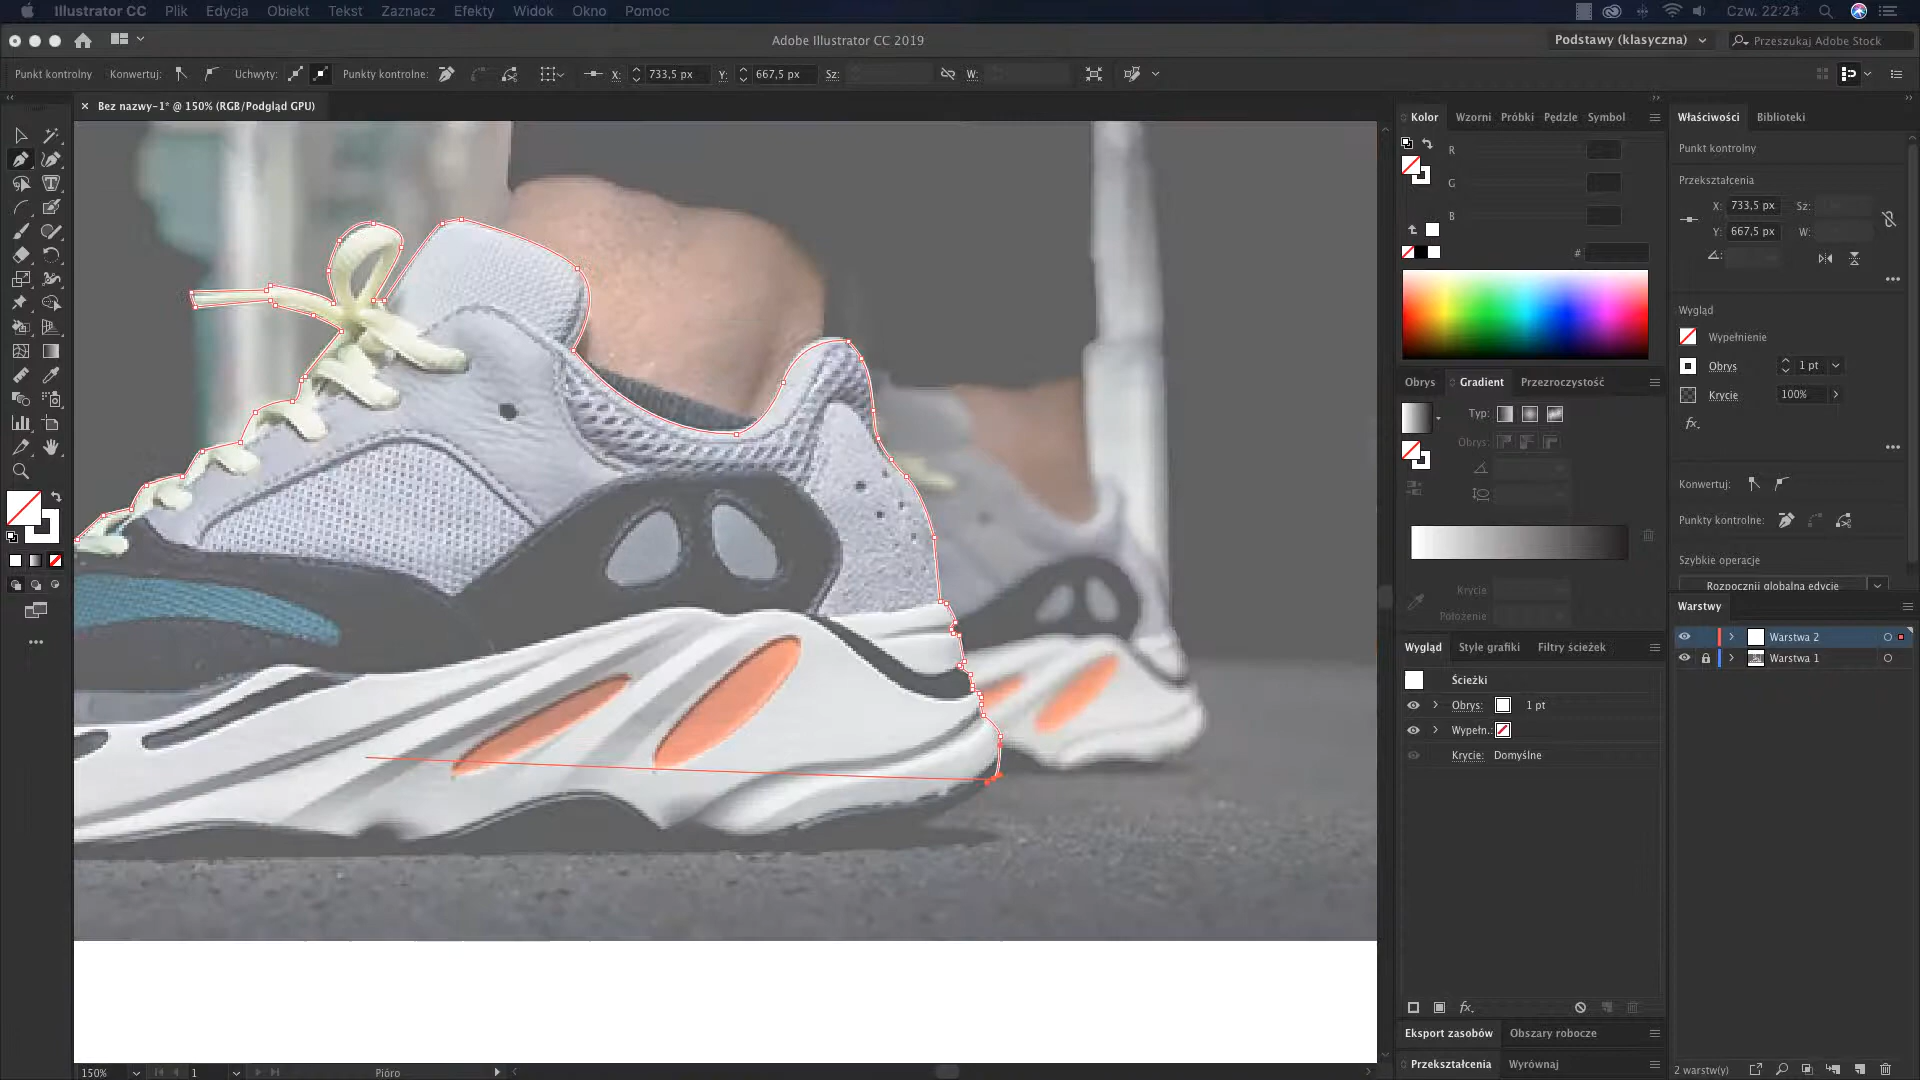 Illustrator CC Plik Edycja Obiekt Tekst Zaznacz Efekty Widok Okno Pomoc Czw. 22:24
Adobe Illustrator CC 2019 Podstawy (klasyczna) Przeszukaj Adobe Stock
Punkt kontrolny Konwertuj: Uchwyty: Punkty kontrolne: X: 733,5 px Y: 667,5 px Sz: W:
× Bez nazwy-1* @ 150% (RGB/Podgląd GPU)
Kolor Wzorni Próbki Pędzle Symbol
R
G
B
#
Obrys Gradient Przezroczystość
Typ:
Obrys:
Krycie
Położenie
Wygląd Style grafiki Filtry ścieżek
Ścieżki
Obrys: 1 pt
Wypełn.:
Krycie: Domyślne
fx
Eksport zasobów Obszary robocze
Przekształcenia Wyrównaj
Właściwości Biblioteki
Punkt kontrolny
Przekształcenia
X: 733,5 px Sz:
Y: 667,5 px W:
Wygląd
Wypełnienie
Obrys 1 pt
Krycie 100%
fx
Konwertuj:
Punkty kontrolne:
Szybkie operacje
Rozpocznij globalną edycję
Warstwy
Warstwa 2
Warstwa 1
2 warstw(y)
150% 1 Pióro